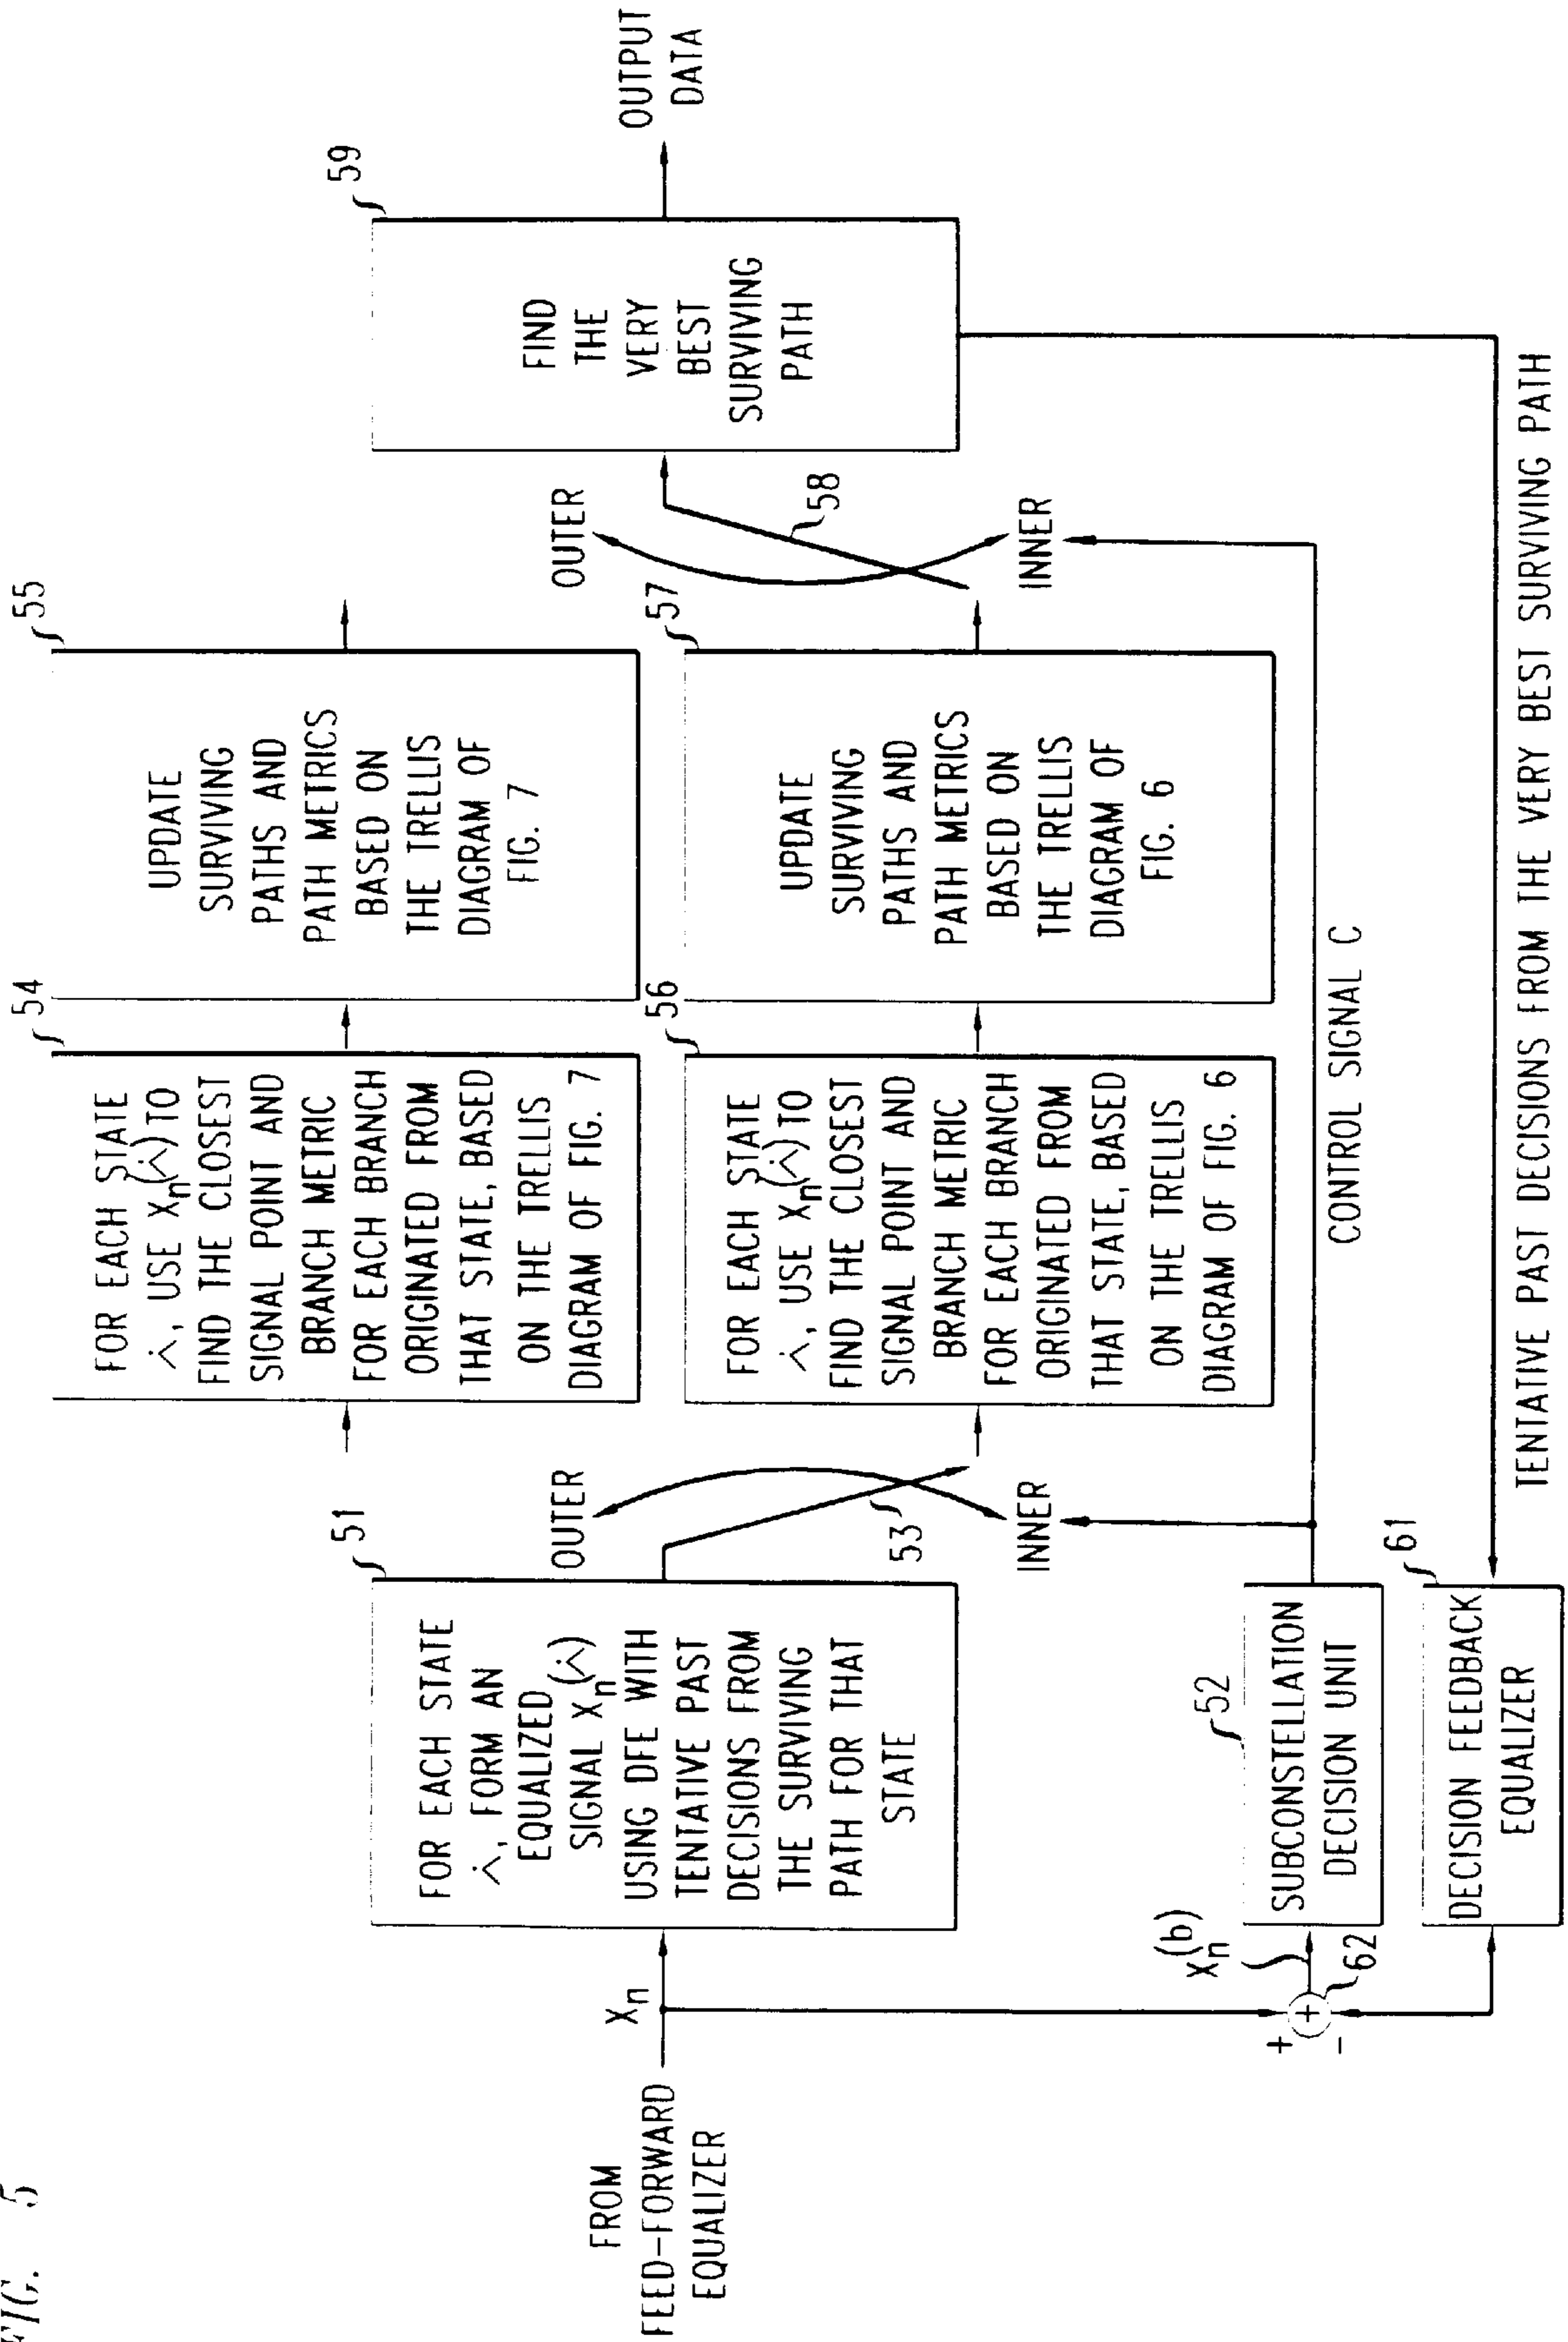 FIG. 5
FROM
FEED-FORWARD
EQUALIZER
Xn
51
FOR EACH STATE
i, FORM AN
EQUALIZED
SIGNAL Xn(i)
USING DFE WITH
TENTATIVE PAST
DECISIONS FROM
THE SURVIVING
PATH FOR THAT
STATE
OUTER
53
INNER
54
FOR EACH STATE
i, USE Xn(i) TO
FIND THE CLOSEST
SIGNAL POINT AND
BRANCH METRIC
FOR EACH BRANCH
ORIGINATED FROM
THAT STATE, BASED
ON THE TRELLIS
DIAGRAM OF FIG. 7
55
UPDATE
SURVIVING
PATHS AND
PATH METRICS
BASED ON
THE TRELLIS
DIAGRAM OF
FIG. 7
56
FOR EACH STATE
i, USE Xn(i) TO
FIND THE CLOSEST
SIGNAL POINT AND
BRANCH METRIC
FOR EACH BRANCH
ORIGINATED FROM
THAT STATE, BASED
ON THE TRELLIS
DIAGRAM OF FIG. 6
57
UPDATE
SURVIVING
PATHS AND
PATH METRICS
BASED ON
THE TRELLIS
DIAGRAM OF
FIG. 6
OUTER
58
INNER
59
FIND
THE
VERY
BEST
SURVIVING
PATH
OUTPUT
DATA
Xn(b)
+
+
-
62
52
SUBCONSTELLATION
DECISION UNIT
CONTROL SIGNAL C
61
DECISION FEEDBACK
EQUALIZER
TENTATIVE PAST DECISIONS FROM THE VERY BEST SURVIVING PATH